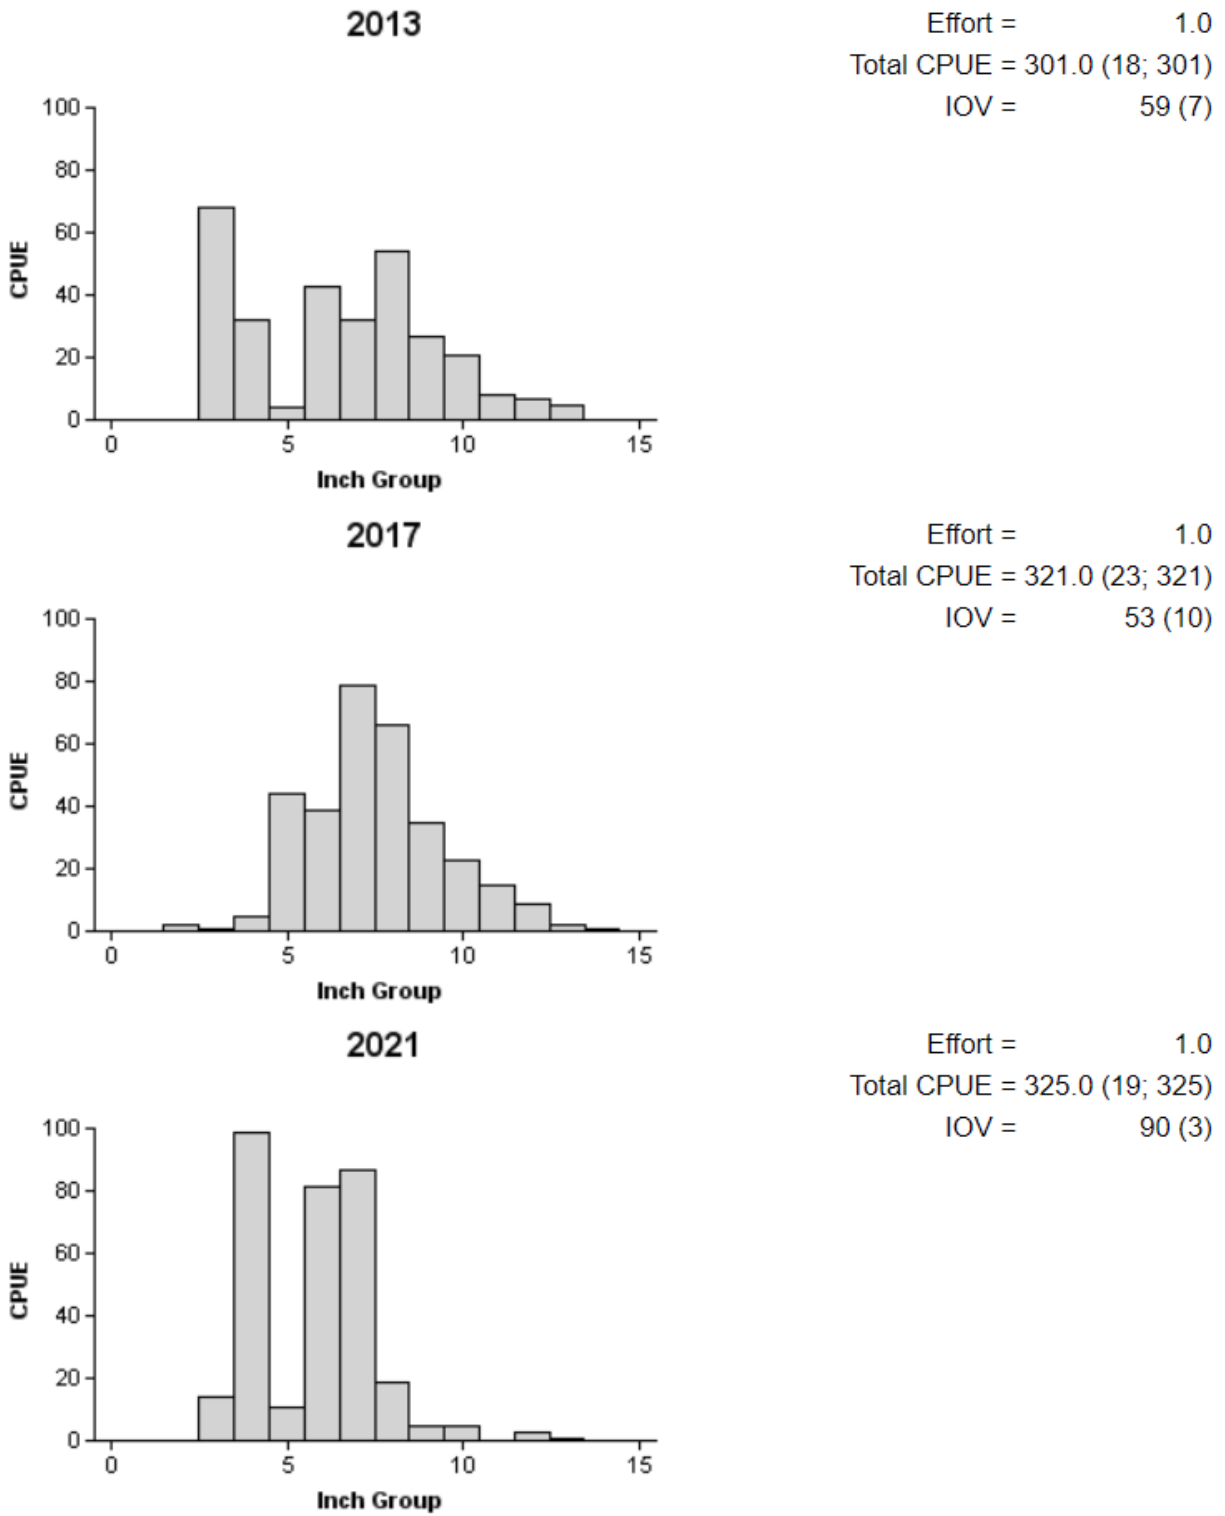 2013
Effort = 1.0
Total CPUE = 301.0 (18; 301)
IOV = 59 (7)
100
80
60
40
20
0
CPUE
0 5 10 15
Inch Group
2017
Effort = 1.0
Total CPUE = 321.0 (23; 321)
IOV = 53 (10)
100
80
60
40
20
0
CPUE
0 5 10 15
Inch Group
2021
Effort = 1.0
Total CPUE = 325.0 (19; 325)
IOV = 90 (3)
100
80
60
40
20
0
CPUE
0 5 10 15
Inch Group